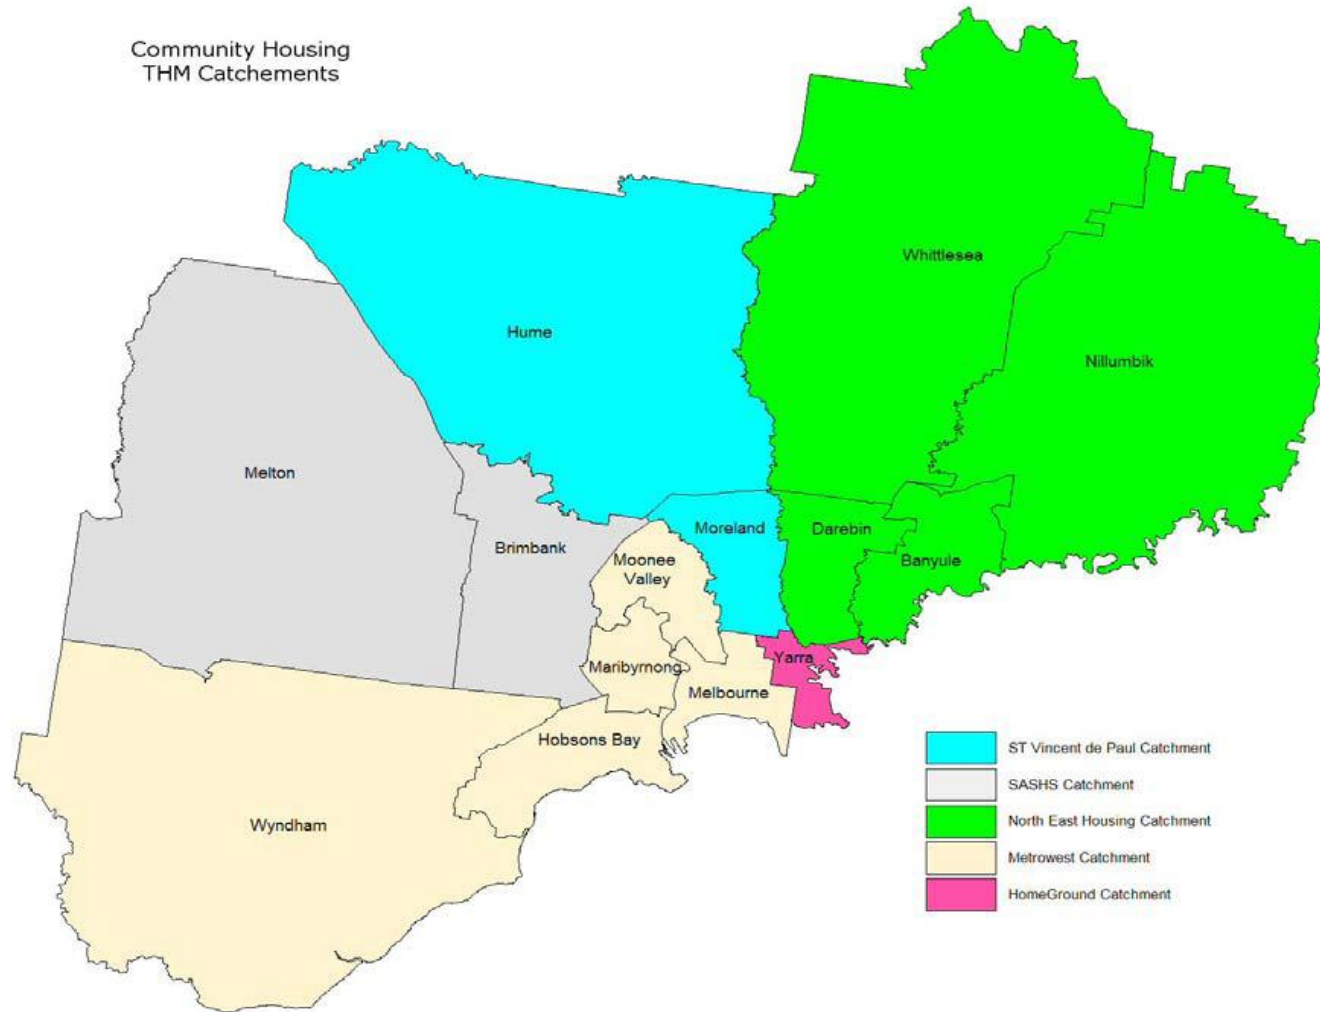 Community Housing
THM Catchements
Whittlesea
Hume
Nillumbik
Melton
Moreland
Darebin
Brimbank
Banyule
Moonee
Valley
Yarra
Maribyrnong
Melbourne
Hobsons Bay
Wyndham
ST Vincent de Paul Catchment
SASHS Catchment
North East Housing Catchment
Metrowest Catchment
HomeGround Catchment